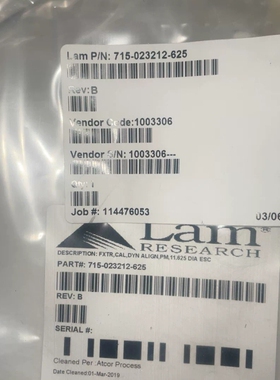 Lam P/N: 715-023212-625
Rev:B
Vendor Code:1003306
Vendor S/N: 1003306---
Job #: 114476053
03/06
Lam
RESEARCH
DESCRIPTION: FXTR,CAL,DYN ALIGN,PM,11.625 DIA ESC
PART#: 715-023212-625
REV: B
SERIAL #:
Cleaned Per :Atcor Process
Date Cleaned:01-Mar-2019